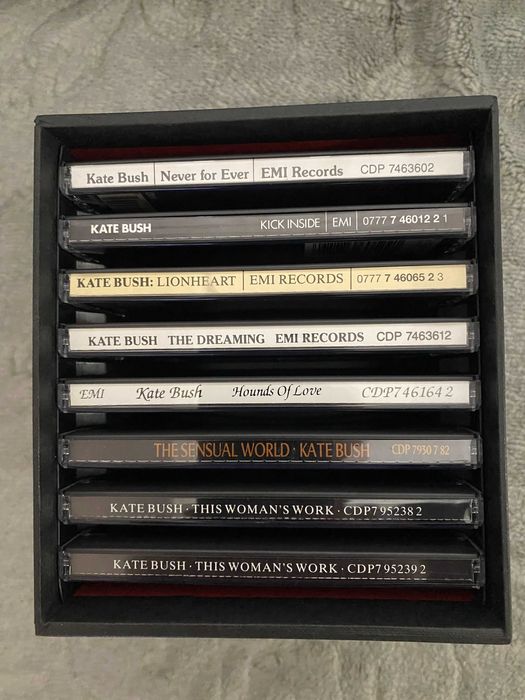 Kate Bush Never for Ever EMI Records CDP 7463602
KATE BUSH KICK INSIDE EMI 0777 7 46012 2 1
KATE BUSH: LIONHEART EMI RECORDS 0777 7 46065 2 3
KATE BUSH THE DREAMING EMI RECORDS CDP 7463612
EMI Kate Bush Hounds Of Love CDP746164 2
THE SENSUAL WORLD · KATE BUSH CDP 7930 7 82
KATE BUSH · THIS WOMAN'S WORK · CDP7 95238 2
KATE BUSH · THIS WOMAN'S WORK · CDP7 95239 2